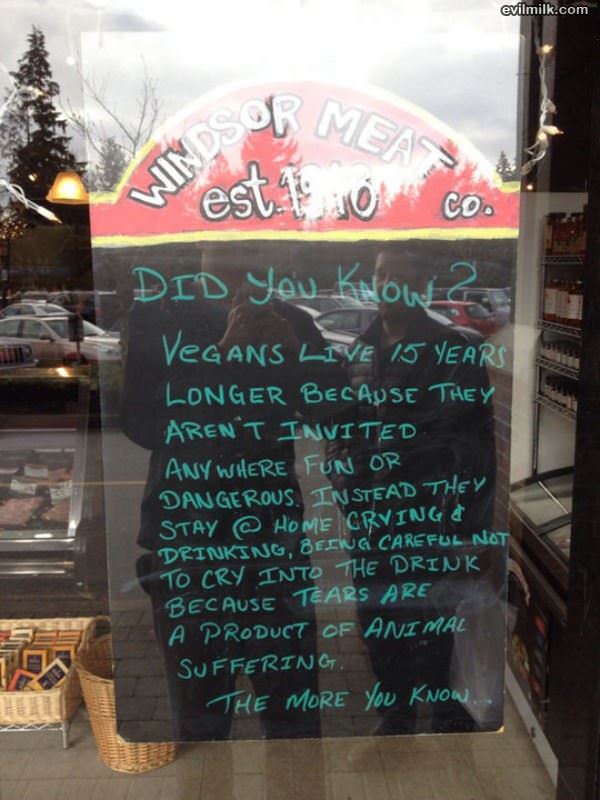 evilmilk.com
WINDSOR MEAT
est. 1910 co.
DID YOU KNOW?
VEGANS LIVE 15 YEARS
LONGER BECAUSE THEY
AREN'T INVITED
ANYWHERE FUN OR
DANGEROUS. INSTEAD THEY
STAY @ HOME CRYING &
DRINKING, BEING CAREFUL NOT
TO CRY INTO THE DRINK
BECAUSE TEARS ARE
A PRODUCT OF ANIMAL
SUFFERING.
THE MORE YOU KNOW...